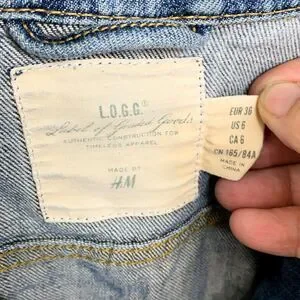 L.O.G.G.®
Label of Graded Goods
AUTHENTIC CONSTRUCTION FOR
TIMELESS APPAREL
MADE BY
H&M
EUR 36
US 6
CA 6
CN 165/84A
MADE IN
CHINA